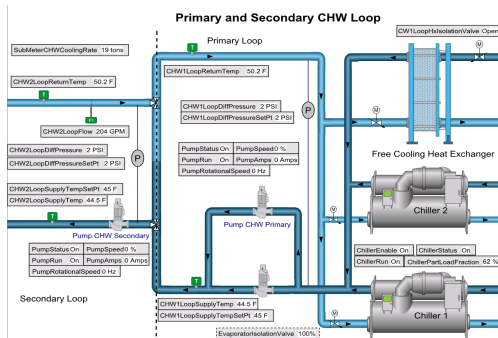 Primary and Secondary CHW Loop
CW1LoopHxIsolationValve Open
Primary Loop
SubMeterCHWCoolingRate 19 tons
T
M
CHW2LoopReturnTemp 50.2 F
CHW1LoopReturnTemp 50.2 F
T
CHW1LoopDiffPressure 2 PSI
CHW1LoopDiffPressureSetPt 2 PSI
P
M
CHW2LoopFlow 204 GPM
CHW2LoopDiffPressure 2 PSI
CHW2LoopDiffPressureSetPt 2 PSI
P
PumpStatus On PumpSpeed 0 %
PumpRun On PumpAmps 0 Amps
PumpRotationalSpeed 0 Hz
Free Cooling Heat Exchanger
CHW2LoopSupplyTempSetPt 45 F
CHW2LoopSupplyTemp 44.5 F
T
M
Chiller 2
Pump CHW Secondary
Pump CHW Primary
PumpStatus On PumpSpeed 0 %
PumpRun On PumpAmps 0 Amps
PumpRotationalSpeed 0 Hz
ChillerEnable On ChillerStatus On
ChillerRun On ChillerPartLoadFraction 62 %
T
Secondary Loop
CHW1LoopSupplyTemp 44.5 F
CHW1LoopSupplyTempSetPt 45 F
M
Chiller 1
EvaporatorIsolationValve 100%